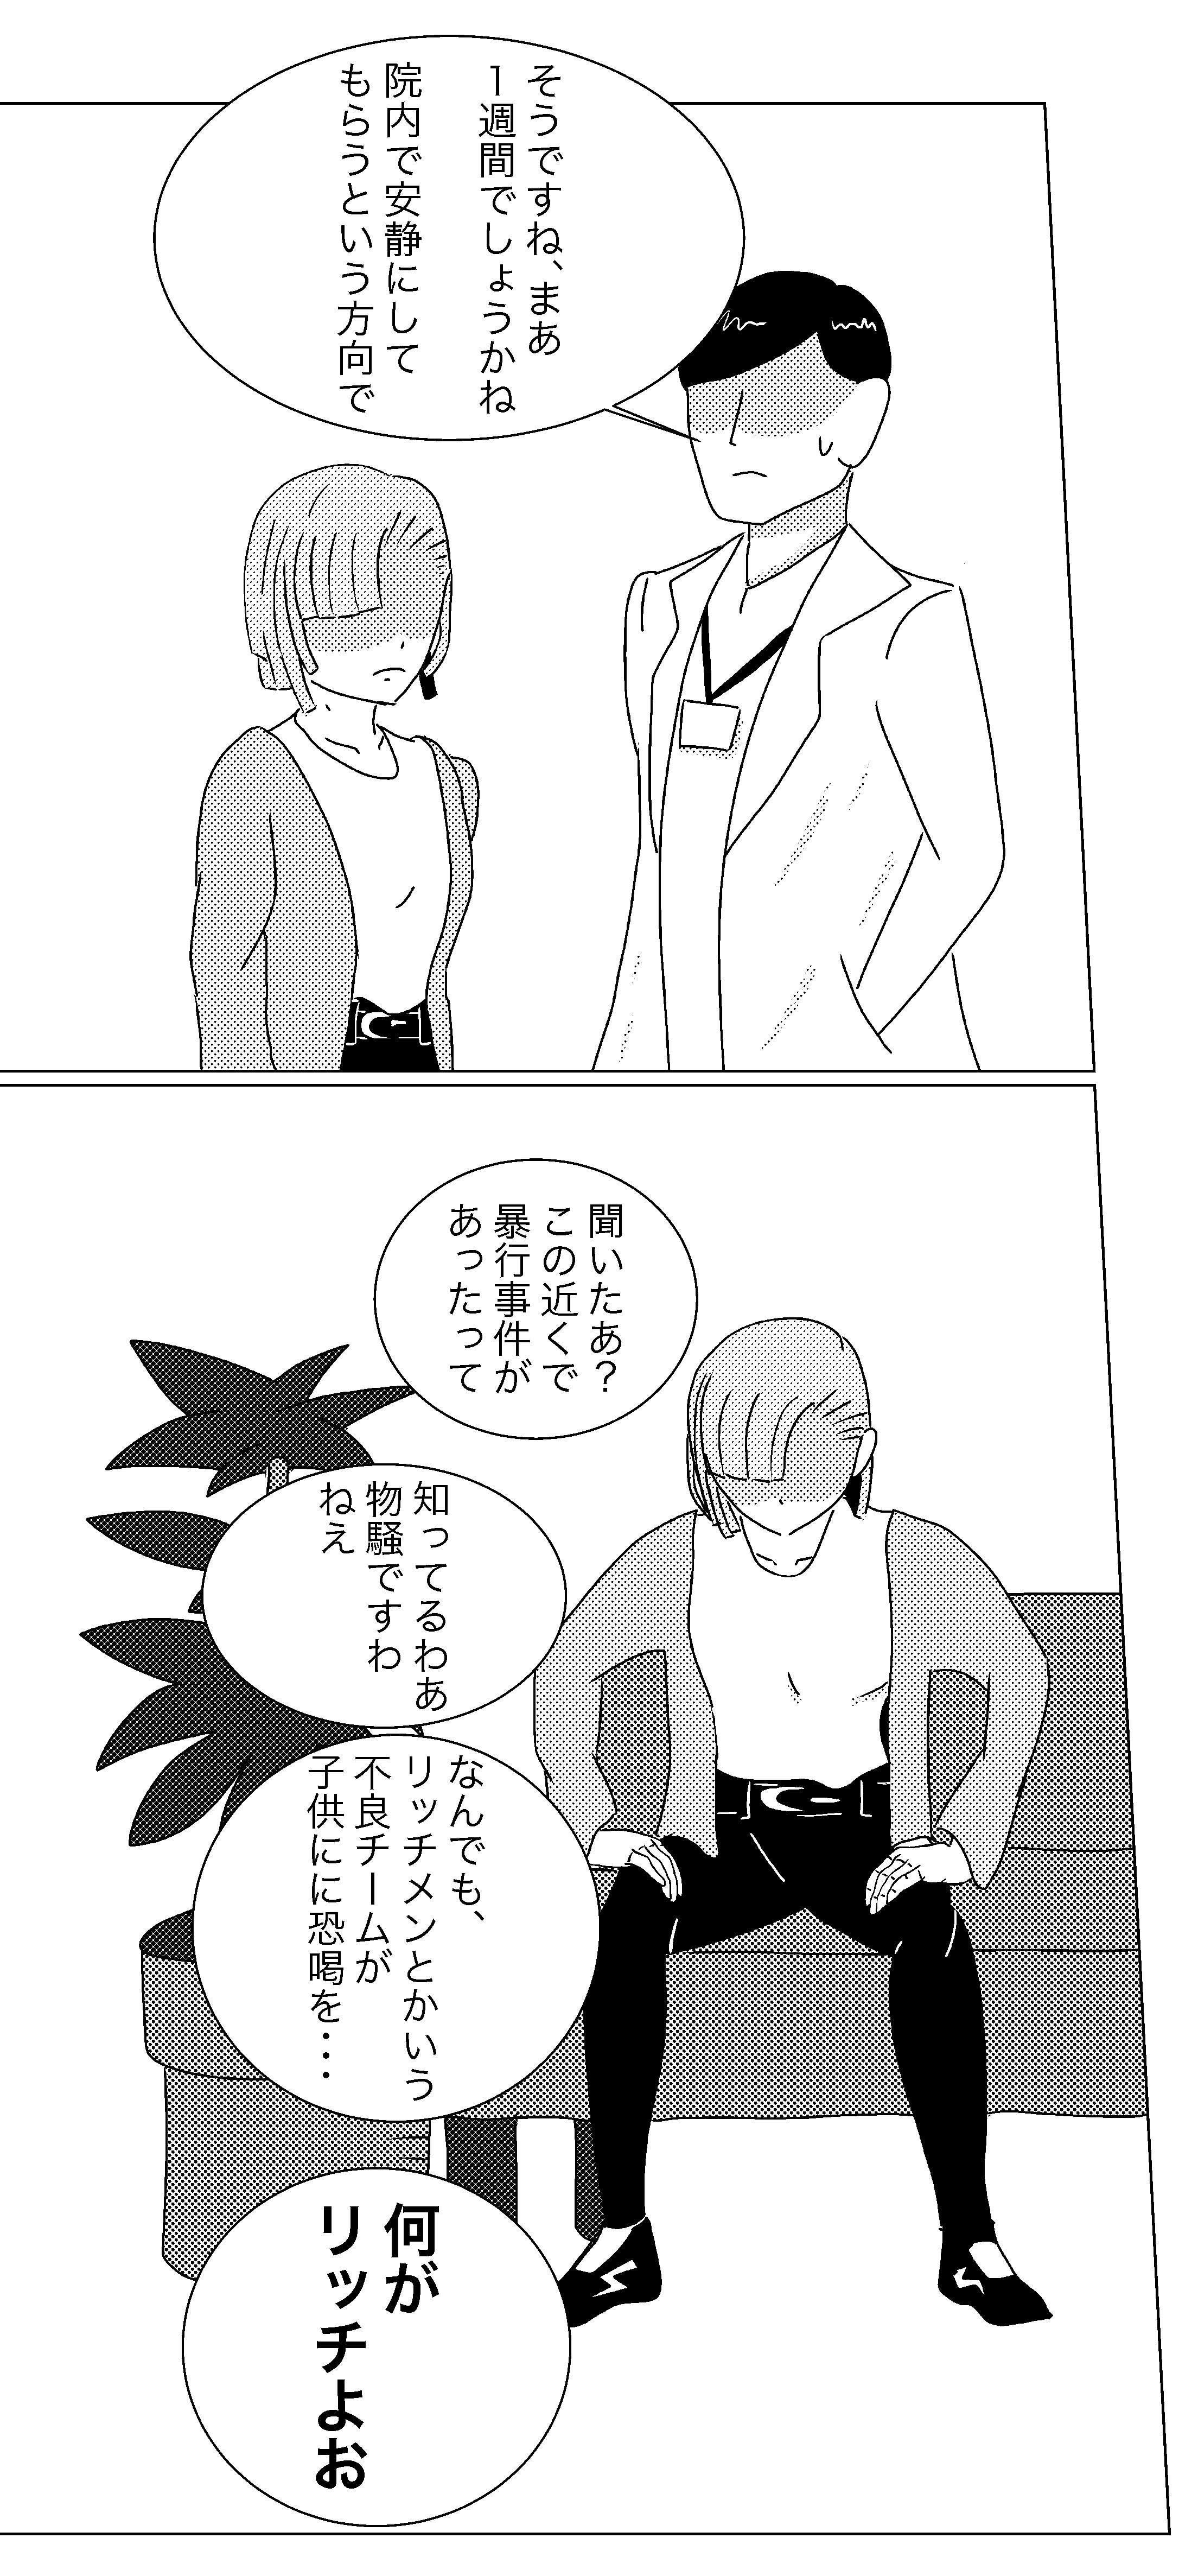 そうですね、まあ
1週間でしょうかね
院内で安静にして
もらうという方向で
聞いたあ?
この近くで
暴行事件が
あったって
知ってるわあ
物騒ですわ
ねえ
なんでも、
リッチメンとかいう
不良チームが
子供にに恐喝を・・・
何が
リッチよお